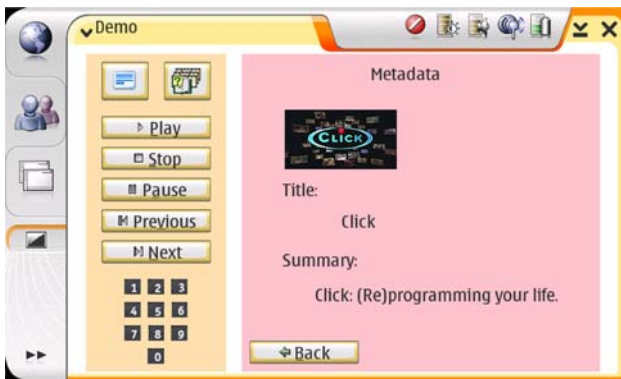 Demo
Play
Stop
Pause
Previous
Next
1 2 3
4 5 6
7 8 9
0
Metadata
CLICK
Title:
Click
Summary:
Click: (Re)programming your life.
Back